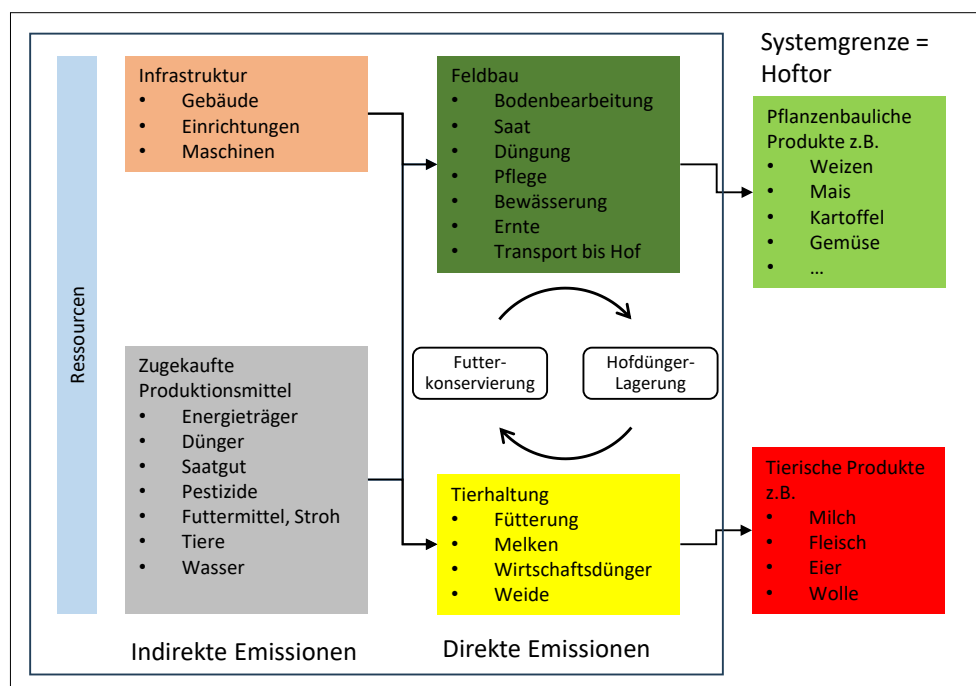 Systemgrenze =
Hoftor
Ressourcen
Infrastruktur
• Gebäude
• Einrichtungen
• Maschinen
Zugekaufte
Produktionsmittel
• Energieträger
• Dünger
• Saatgut
• Pestizide
• Futtermittel, Stroh
• Tiere
• Wasser
Indirekte Emissionen
Feldbau
• Bodenbearbeitung
• Saat
• Düngung
• Pflege
• Bewässerung
• Ernte
• Transport bis Hof
Futter-
konservierung
Hofdünger-
Lagerung
Tierhaltung
• Fütterung
• Melken
• Wirtschaftsdünger
• Weide
Direkte Emissionen
Pflanzenbauliche
Produkte z.B.
• Weizen
• Mais
• Kartoffel
• Gemüse
• ...
Tierische Produkte
z.B.
• Milch
• Fleisch
• Eier
• Wolle